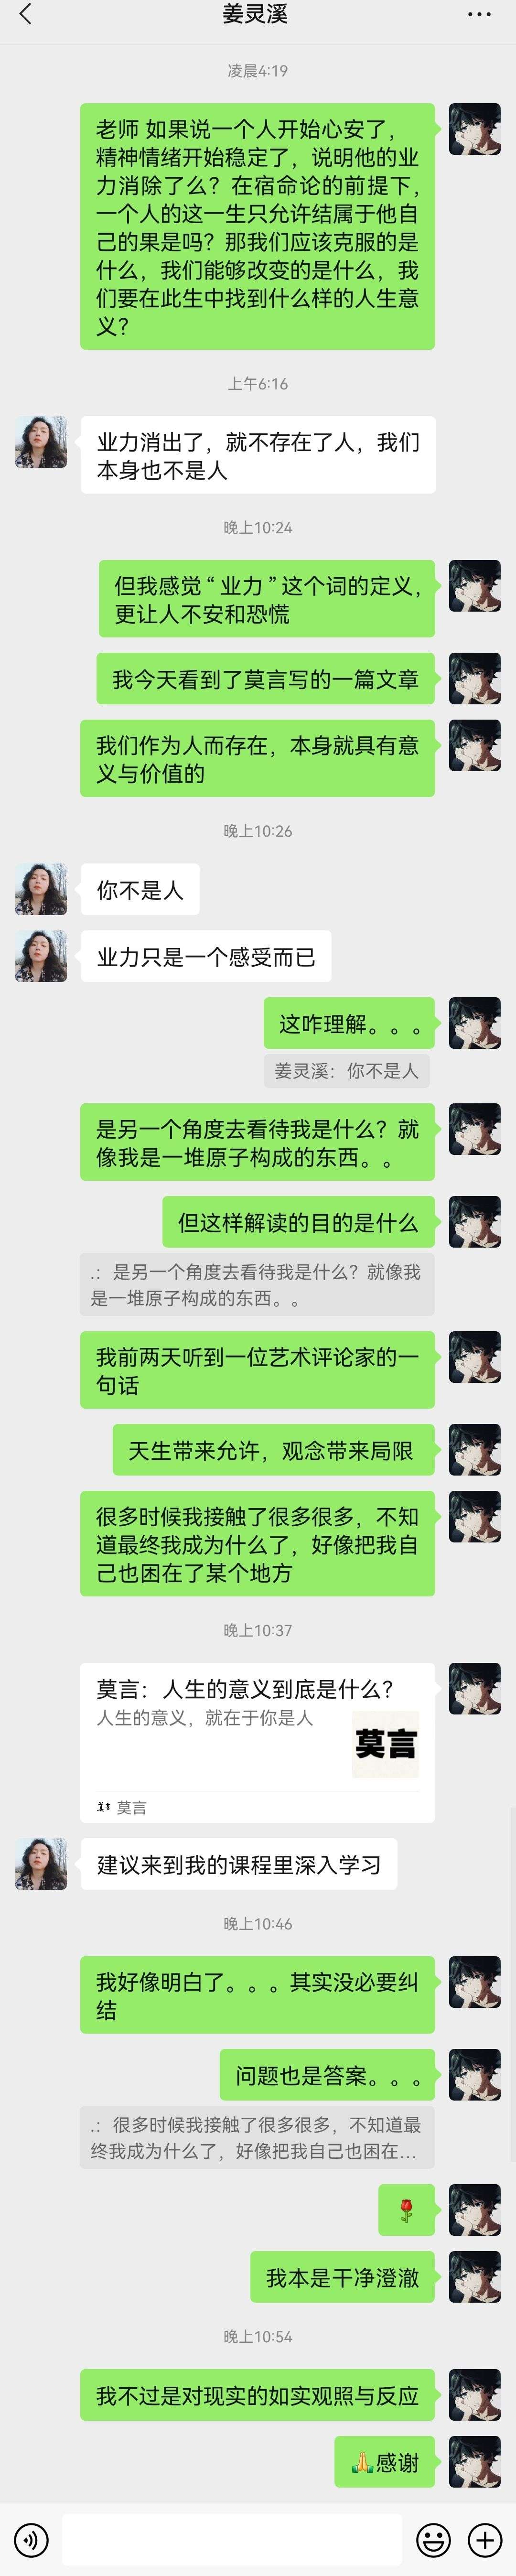 姜灵溪
凌晨4:19
老师 如果说一个人开始心安了，
精神情绪开始稳定了，说明他的业
力消除了么？在宿命论的前提下，
一个人的这一生只允许结属于他自
己的果是吗？那我们应该克服的是
什么，我们能够改变的是什么，我
们要在此生中找到什么样的人生意
义？
上午6:16
业力消出了，就不存在了人，我们
本身也不是人
晚上10:24
但我感觉“业力”这个词的定义，
更让人不安和恐慌
我今天看到了莫言写的一篇文章
我们作为人而存在，本身就具有意
义与价值的
晚上10:26
你不是人
业力只是一个感受而已
这咋理解。。。
姜灵溪：你不是人
是另一个角度去看待我是什么？就
像我是一堆原子构成的东西。。
但这样解读的目的是什么
.：是另一个角度去看待我是什么？就像我
是一堆原子构成的东西。。
我前两天听到一位艺术评论家的一
句话
天生带来允许，观念带来局限
很多时候我接触了很多很多，不知
道最终我成为什么了，好像把我自
己也困在了某个地方
晚上10:37
莫言：人生的意义到底是什么？
人生的意义，就在于你是人
莫言
莫言
建议来到我的课程里深入学习
晚上10:46
我好像明白了。。。其实没必要纠
结
问题也是答案。。。
.：很多时候我接触了很多很多，不知道最
终我成为什么了，好像把我自己也困在...
🌹
我本是干净澄澈
晚上10:54
我不过是对现实的如实观照与反应
🙏感谢